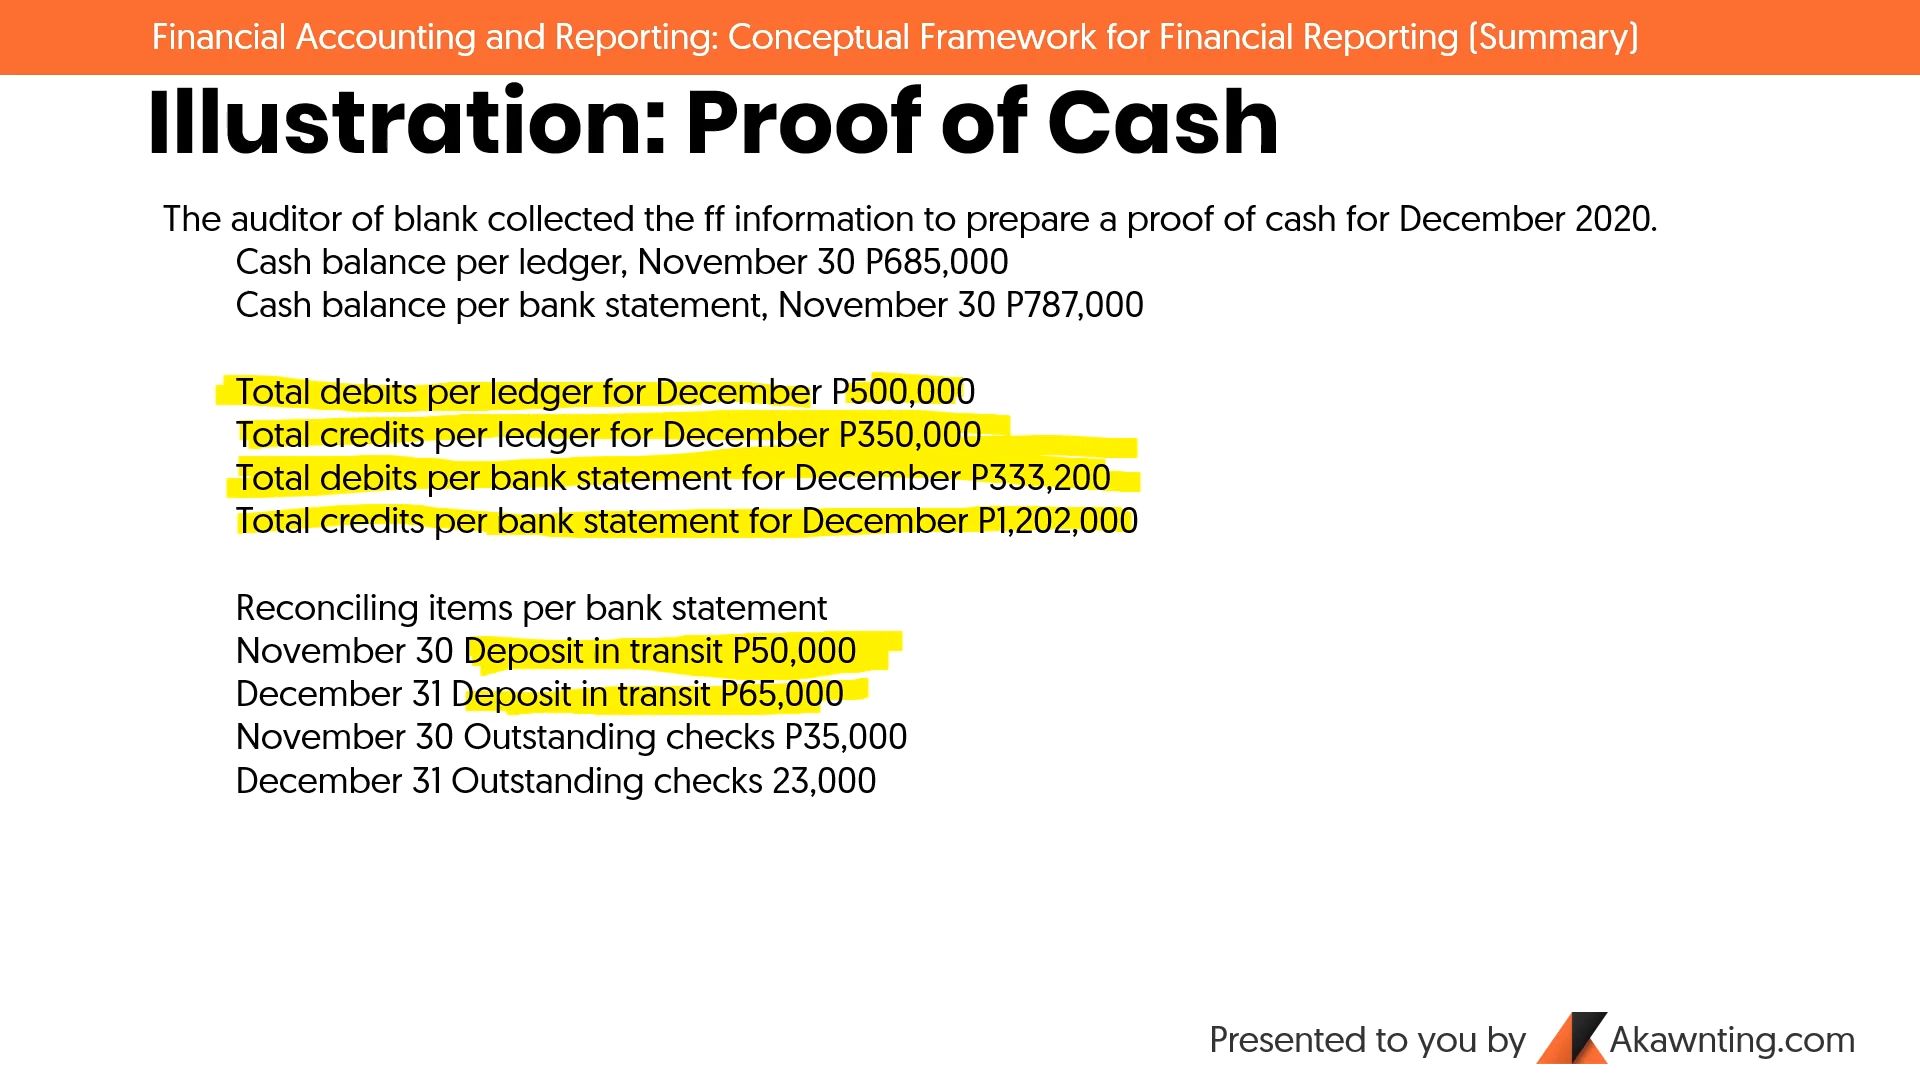 Financial Accounting and Reporting: Conceptual Framework for Financial Reporting (Summary)
Illustration: Proof of Cash
The auditor of blank collected the ff information to prepare a proof of cash for December 2020.
Cash balance per ledger, November 30 P685,000
Cash balance per bank statement, November 30 P787,000
Total debits per ledger for December P500,000
Total credits per ledger for December P350,000
Total debits per bank statement for December P333,200
Total credits per bank statement for December P1,202,000
Reconciling items per bank statement
November 30 Deposit in transit P50,000
December 31 Deposit in transit P65,000
November 30 Outstanding checks P35,000
December 31 Outstanding checks 23,000
Presented to you by Akawnting.com